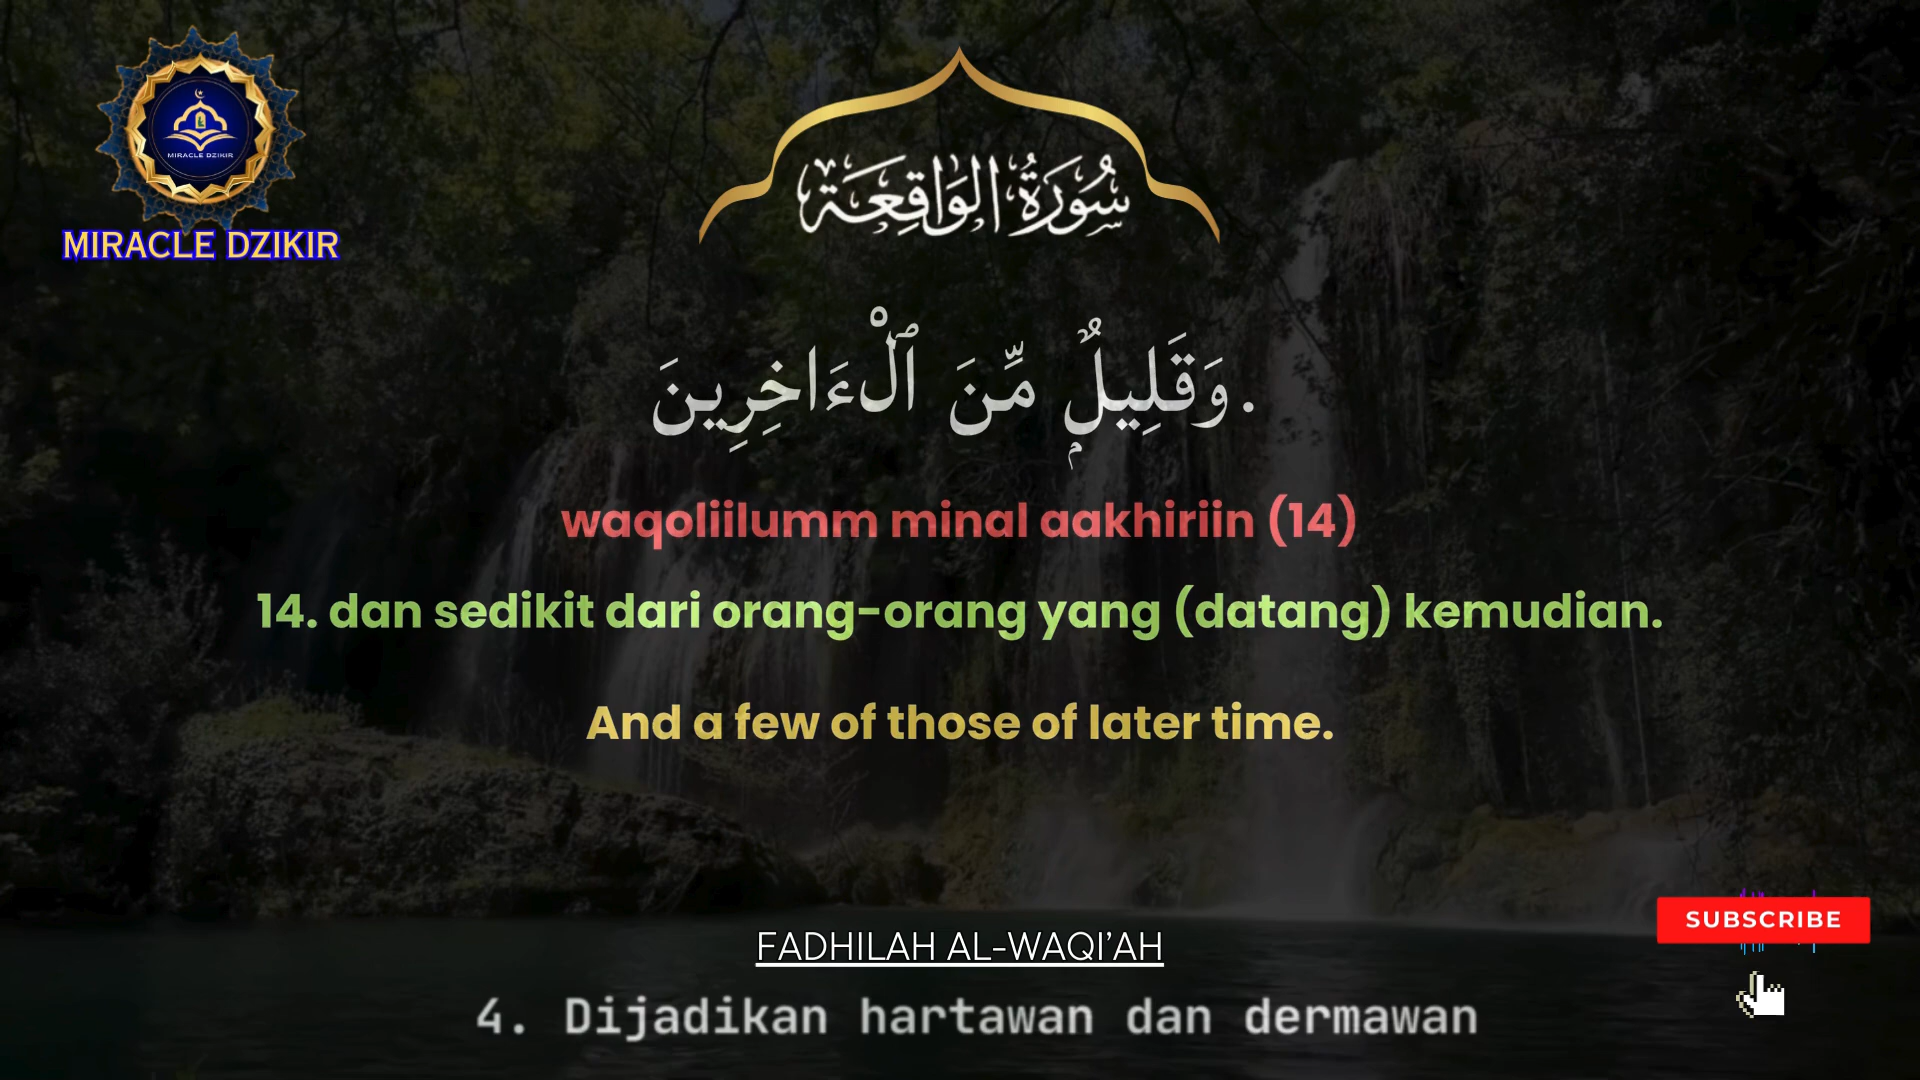 MIRACLE DZIKIR
MIRACLE DZIKIR
سُورَةُ الوَاقِعَة
وَقَلِيلٌۭ مِّنَ ٱلْـَٔاخِرِينَ.
waqoliilumm minal aakhiriin (14)
14. dan sedikit dari orang-orang yang (datang) kemudian.
And a few of those of later time.
SUBSCRIBE
FADHILAH AL-WAQI'AH
4. Dijadikan hartawan dan dermawan